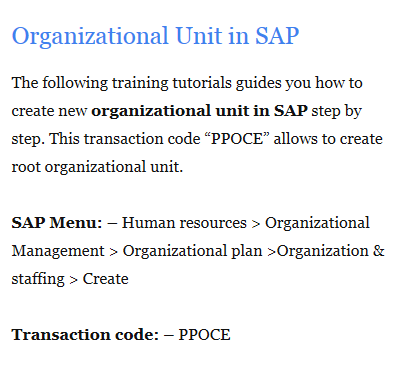 Organizational Unit in SAP
The following training tutorials guides you how to
create new organizational unit in SAP step by
step. This transaction code “PPOCE” allows to create
root organizational unit.
SAP Menu: – Human resources > Organizational
Management > Organizational plan >Organization &
staffing > Create
Transaction code: – PPOCE